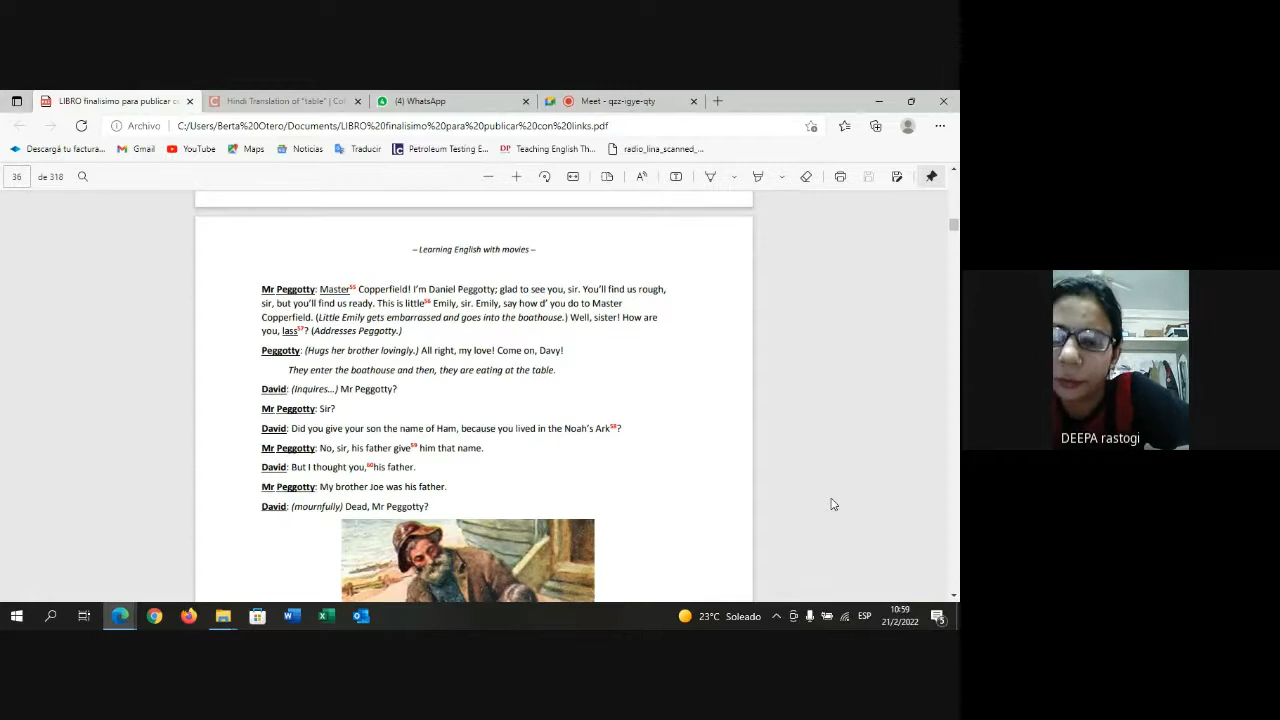 LIBRO finalisimo para publicar c
Hindi Translation of "table" | Col
(4) WhatsApp
Meet - qzz-igye-qty
Archivo
C:/Users/Berta%20Otero/Documents/LIBRO%20finalisimo%20para%20publicar%20con%20links.pdf
Descargá tu factura...
Gmail
YouTube
Maps
Noticias
Traducir
Petroleum Testing E...
Teaching English Th...
radio_lina_scanned_...
36 de 318
– Learning English with movies –
Mr Peggotty: Master55 Copperfield! I'm Daniel Peggotty; glad to see you, sir. You'll find us rough,
sir, but you'll find us ready. This is little56 Emily, sir. Emily, say how d' you do to Master
Copperfield. (Little Emily gets embarrassed and goes into the boathouse.) Well, sister! How are
you, lass57? (Addresses Peggotty.)
Peggotty: (Hugs her brother lovingly.) All right, my love! Come on, Davy!
They enter the boathouse and then, they are eating at the table.
David: (Inquires...) Mr Peggotty?
Mr Peggotty: Sir?
David: Did you give your son the name of Ham, because you lived in the Noah's Ark58?
Mr Peggotty: No, sir, his father give59 him that name.
David: But I thought you,60his father.
Mr Peggotty: My brother Joe was his father.
David: (mournfully) Dead, Mr Peggotty?
DEEPA rastogi
23°C Soleado
ESP
10:59
21/2/2022
5